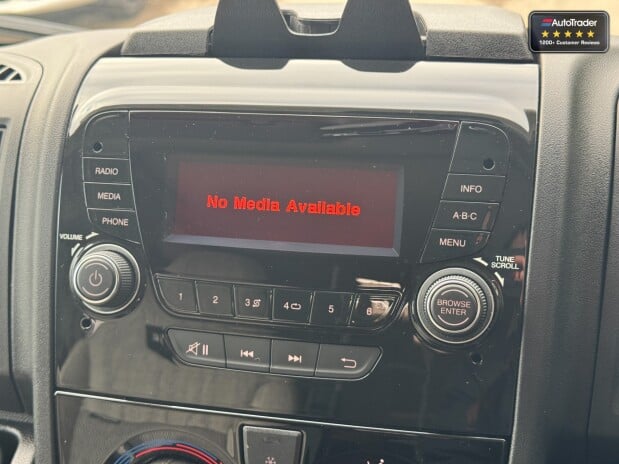 AutoTrader
1200+ Customer Reviews
RADIO
MEDIA
PHONE
VOLUME
No Media Available
INFO
A-B-C
MENU
TUNE
SCROLL
BROWSE
ENTER
1
2
3
4
5
6